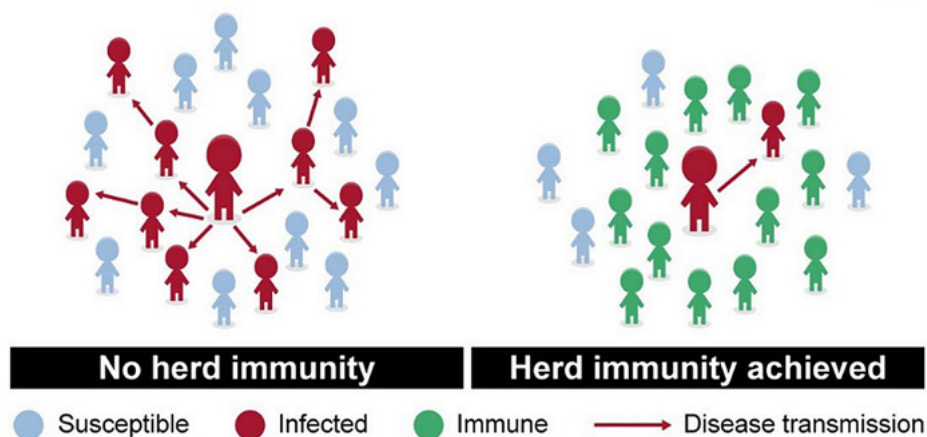 No herd immunity
Herd immunity achieved
Susceptible
Infected
Immune
Disease transmission